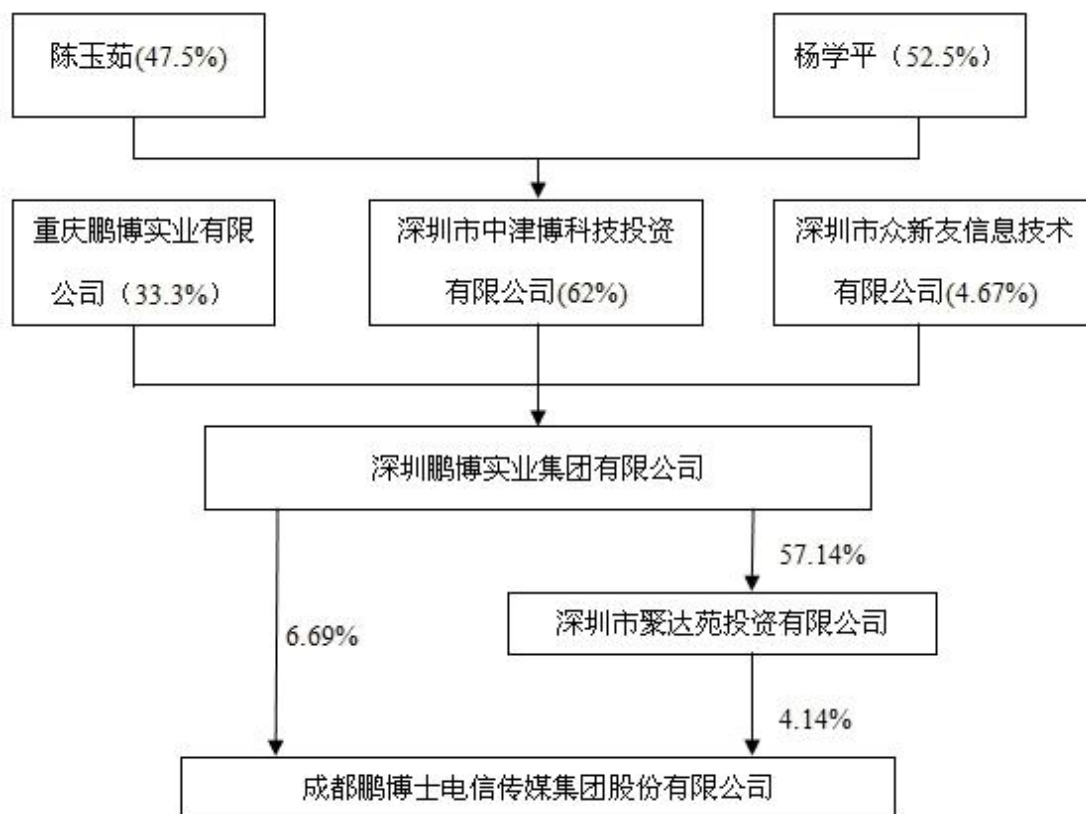 陈玉茹(47.5%)
杨学平（52.5%）
重庆鹏博实业有限
公司（33.3%）
深圳市中津博科技投资
有限公司(62%)
深圳市众新友信息技术
有限公司(4.67%)
深圳鹏博实业集团有限公司
57.14%
深圳市聚达苑投资有限公司
6.69%
4.14%
成都鹏博士电信传媒集团股份有限公司